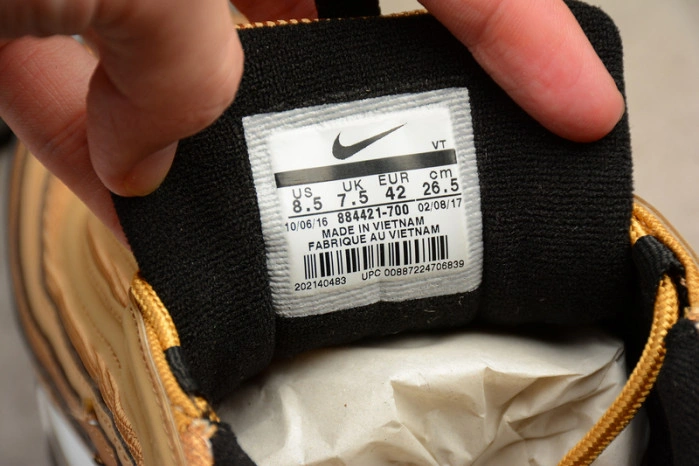 VT
US UK EUR cm
8.5 7.5 42 26.5
10/06/16 884421-700 02/08/17
MADE IN VIETNAM
FABRIQUE AU VIETNAM
202140483 UPC 00887224706839